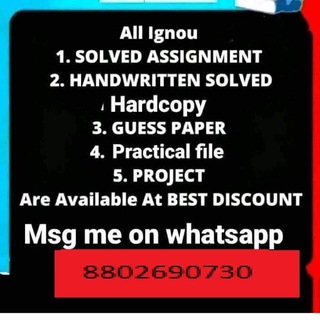 All Ignou
1. SOLVED ASSIGNMENT
2. HANDWRITTEN SOLVED
Hardcopy
3. GUESS PAPER
4. Practical file
5. PROJECT
Are Available At BEST DISCOUNT
Msg me on whatsapp
8802690730